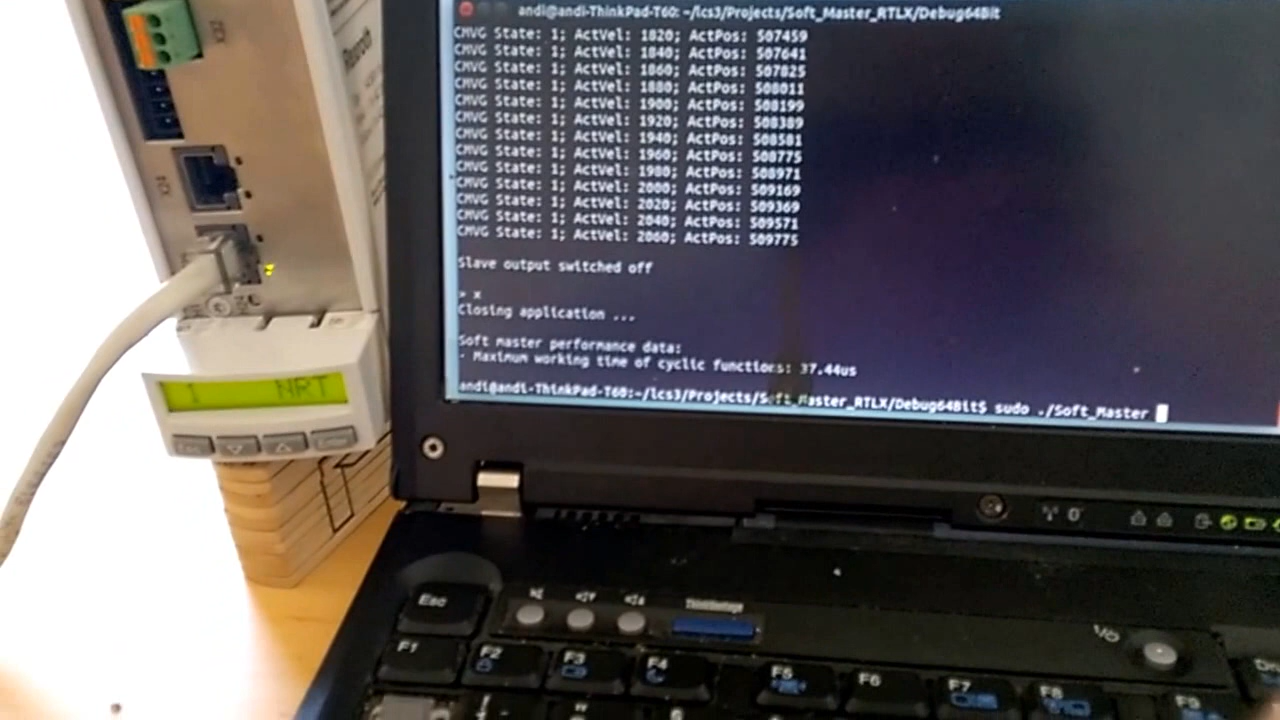 andi@andi-ThinkPad-T60: ~/lcs3/Projects/Soft_Master_RTLX/Debug64Bit
CMVG State: 1; ActVel: 1820; ActPos: 507459
CMVG State: 1; ActVel: 1840; ActPos: 507641
CMVG State: 1; ActVel: 1860; ActPos: 507825
CMVG State: 1; ActVel: 1880; ActPos: 508011
CMVG State: 1; ActVel: 1900; ActPos: 508199
CMVG State: 1; ActVel: 1920; ActPos: 508389
CMVG State: 1; ActVel: 1940; ActPos: 508581
CMVG State: 1; ActVel: 1960; ActPos: 508775
CMVG State: 1; ActVel: 1980; ActPos: 508971
CMVG State: 1; ActVel: 2000; ActPos: 509169
CMVG State: 1; ActVel: 2020; ActPos: 509369
CMVG State: 1; ActVel: 2040; ActPos: 509571
CMVG State: 1; ActVel: 2060; ActPos: 509775
Slave output switched off
> x
Closing application ...
Soft master performance data:
- Maximum working time of cyclic functions: 37.44us
andi@andi-ThinkPad-T60:~/lcs3/Projects/Soft_Master_RTLX/Debug64Bit$ sudo ./Soft_Master
Rexroth
1 NRT
Esc
Enter
Esc
ThinkVantage
F1
F2
F3
F4
F5
F6
F7
F8
F9